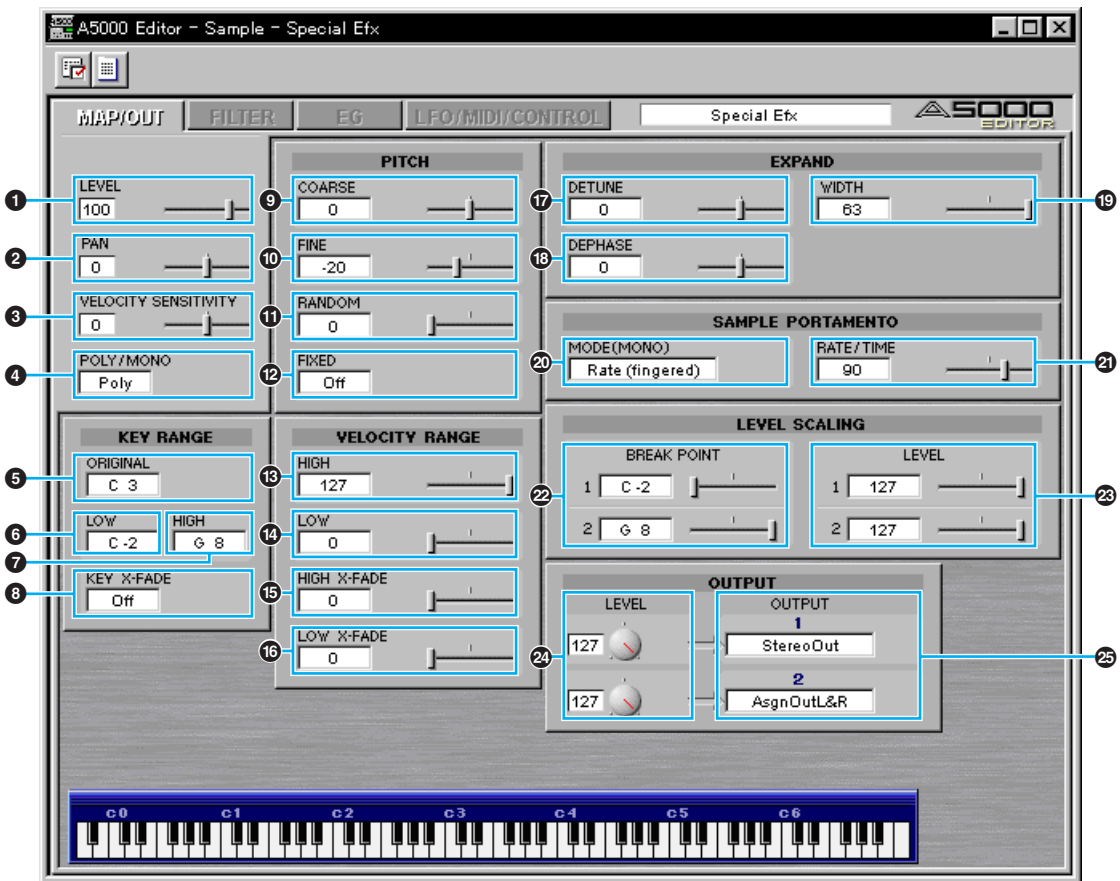 A5000 Editor - Sample - Special Efx
MAP/OUT FILTER EG LFO/MIDI/CONTROL Special Efx A5000 EDITOR
1 LEVEL
100
2 PAN
0
3 VELOCITY SENSITIVITY
0
4 POLY/MONO
Poly
KEY RANGE
5 ORIGINAL
C 3
6 LOW
C -2
7 HIGH
G 8
8 KEY X-FADE
Off
PITCH
9 COARSE
0
10 FINE
-20
11 RANDOM
0
12 FIXED
Off
VELOCITY RANGE
13 HIGH
127
14 LOW
0
15 HIGH X-FADE
0
16 LOW X-FADE
0
EXPAND
17 DETUNE
0
18 DEPHASE
0
WIDTH 19
63
SAMPLE PORTAMENTO
20 MODE(MONO)
Rate (fingered)
RATE/TIME 21
90
LEVEL SCALING
22 BREAK POINT
1 C -2
2 G 8
LEVEL 23
1 127
2 127
OUTPUT
24 LEVEL
127
127
OUTPUT 25
1
StereoOut
2
AsgnOutL&R
C0 C1 C2 C3 C4 C5 C6